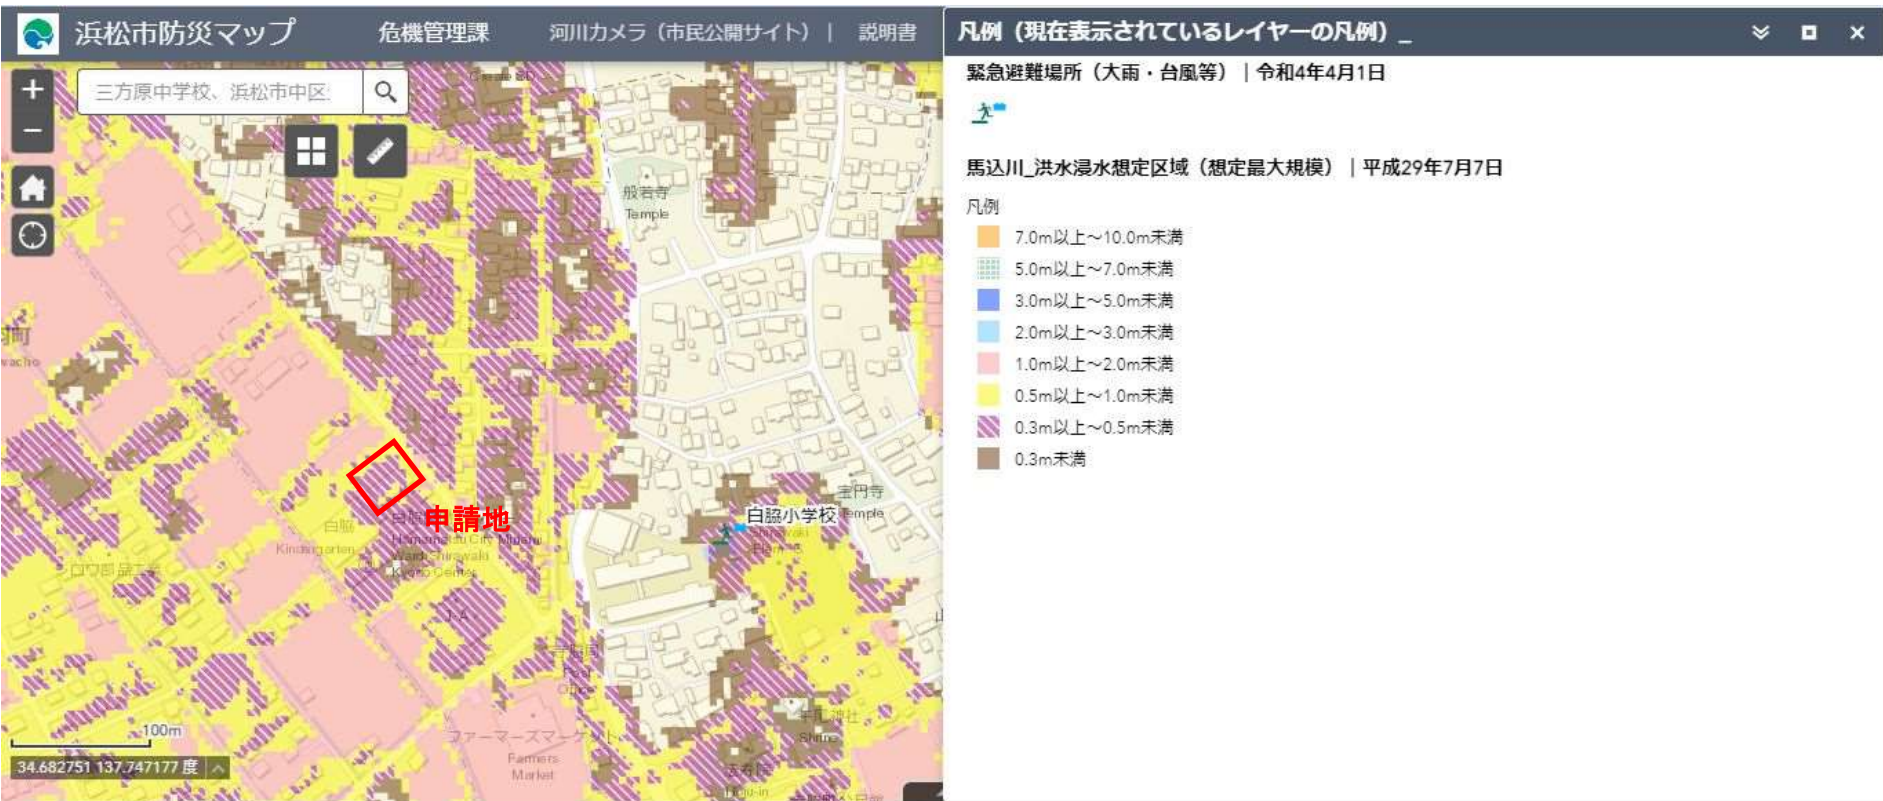 浜松市防災マップ
危機管理課
河川カメラ（市民公開サイト）｜
説明書
三方原中学校、浜松市中区
般若寺
Temple
宝円寺
Temple
白脇小学校
申請地
白脇
Kindergarten
Hamamatsu City Minami
Ward Shirawaki
Kyodo Center
JA
Post
Office
ファーマーズマーケット
Farmers
Market
Shrine
100m
34.682751 137.747177 度
凡例（現在表示されているレイヤーの凡例）_
緊急避難場所（大雨・台風等）｜令和4年4月1日
馬込川_洪水浸水想定区域（想定最大規模）｜平成29年7月7日
凡例
7.0m以上～10.0m未満
5.0m以上～7.0m未満
3.0m以上～5.0m未満
2.0m以上～3.0m未満
1.0m以上～2.0m未満
0.5m以上～1.0m未満
0.3m以上～0.5m未満
0.3m未満